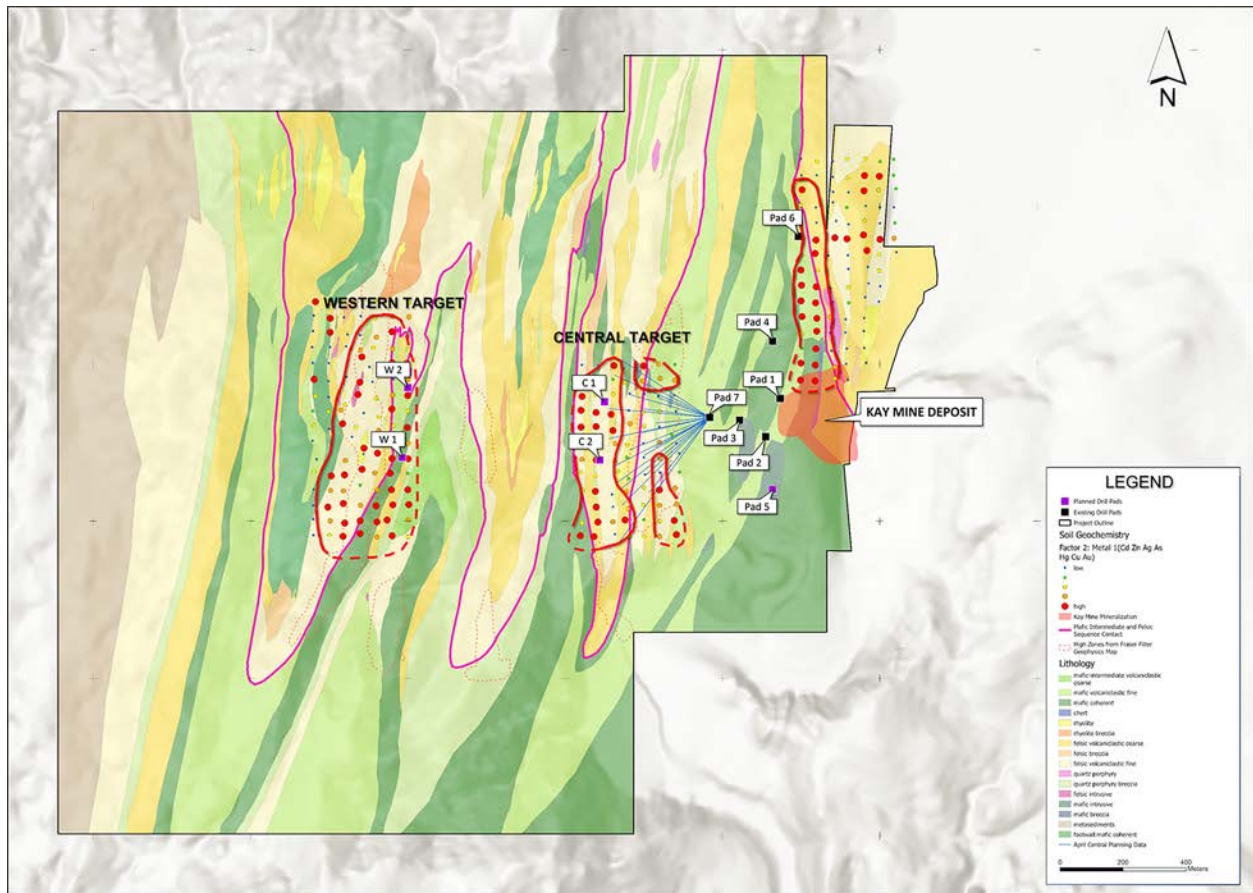 N
Pad 6
WESTERN TARGET
Pad 4
CENTRAL TARGET
W 2
C 1
Pad 1
Pad 7
KAY MINE DEPOSIT
Pad 3
W 1
C 2
Pad 2
Pad 5
LEGEND
Planned Drill Pads
Existing Drill Pads
Project Outline
Soil Geochemistry
Factor 2: Metal 1(Cd Zn Ag As
Hg Cu Au)
low
high
Kay Mine Mineralization
Mafic Intermediate and Felsic
Sequence Contact
High Zones from Fraser Filter
Geophysics Map
Lithology
mafic-intermediate volcaniclastic
coarse
mafic volcaniclastic fine
mafic coherent
chert
rhyolite
rhyolite breccia
felsic volcaniclastic coarse
felsic breccia
felsic volcaniclastic fine
quartz porphyry
quartz porphyry breccia
felsic intrusive
mafic intrusive
mafic breccia
metasediments
footwall mafic coherent
April Central Planning Data
0 200 400
Meters